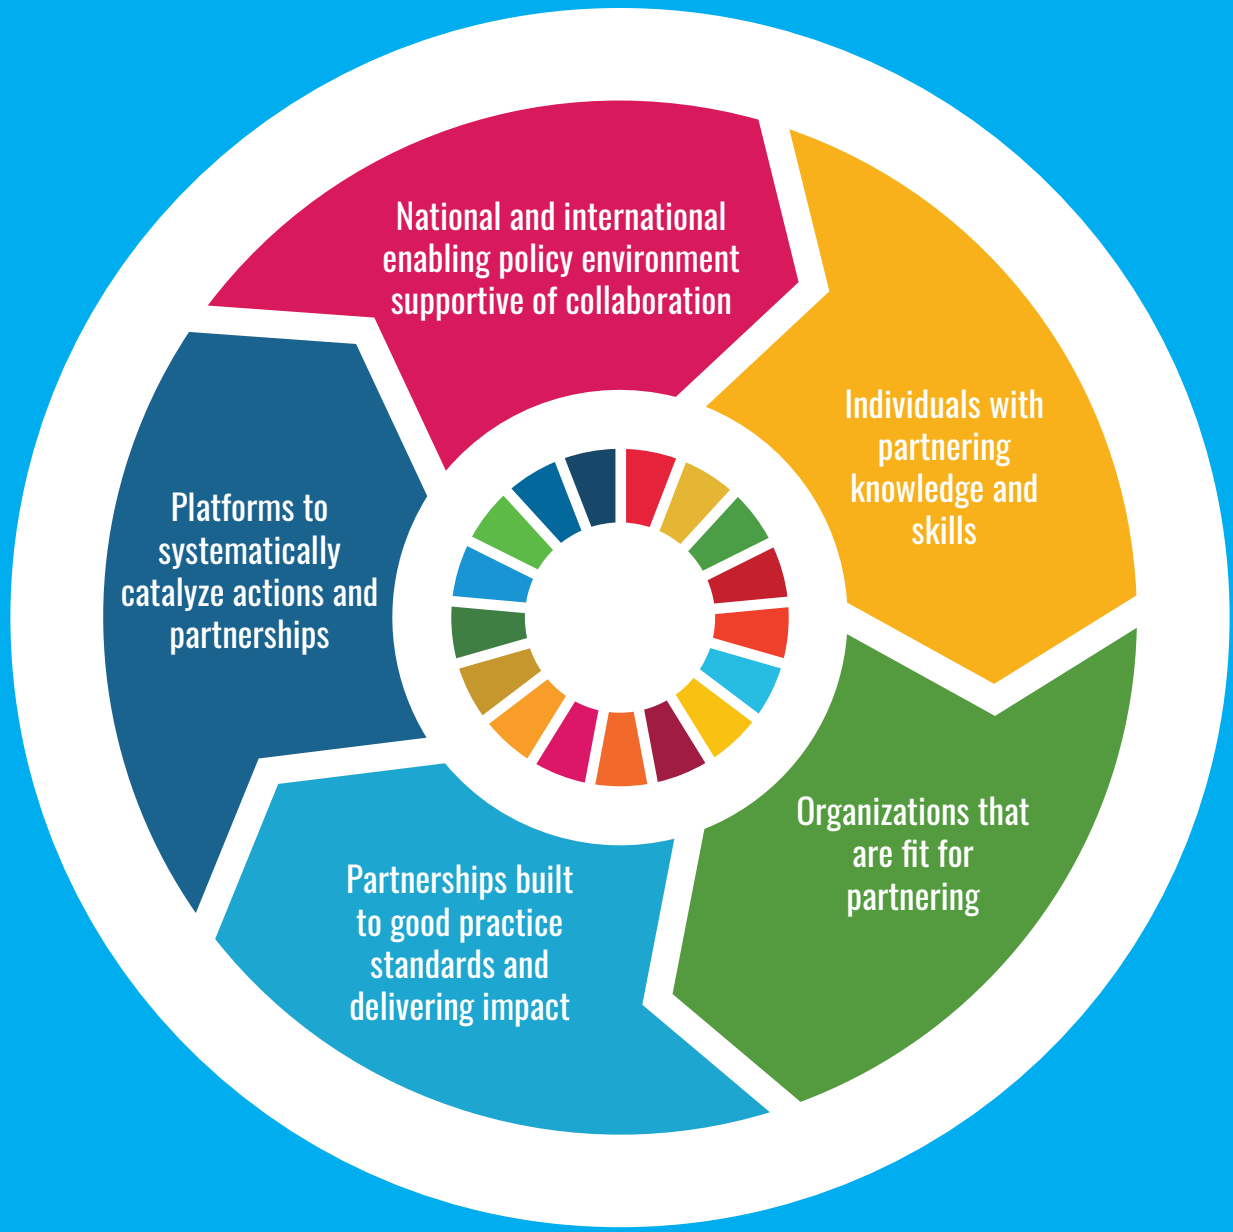 National and international
enabling policy environment
supportive of collaboration
Individuals with
partnering
knowledge and
skills
Organizations that
are fit for
partnering
Partnerships built
to good practice
standards and
delivering impact
Platforms to
systematically
catalyze actions and
partnerships